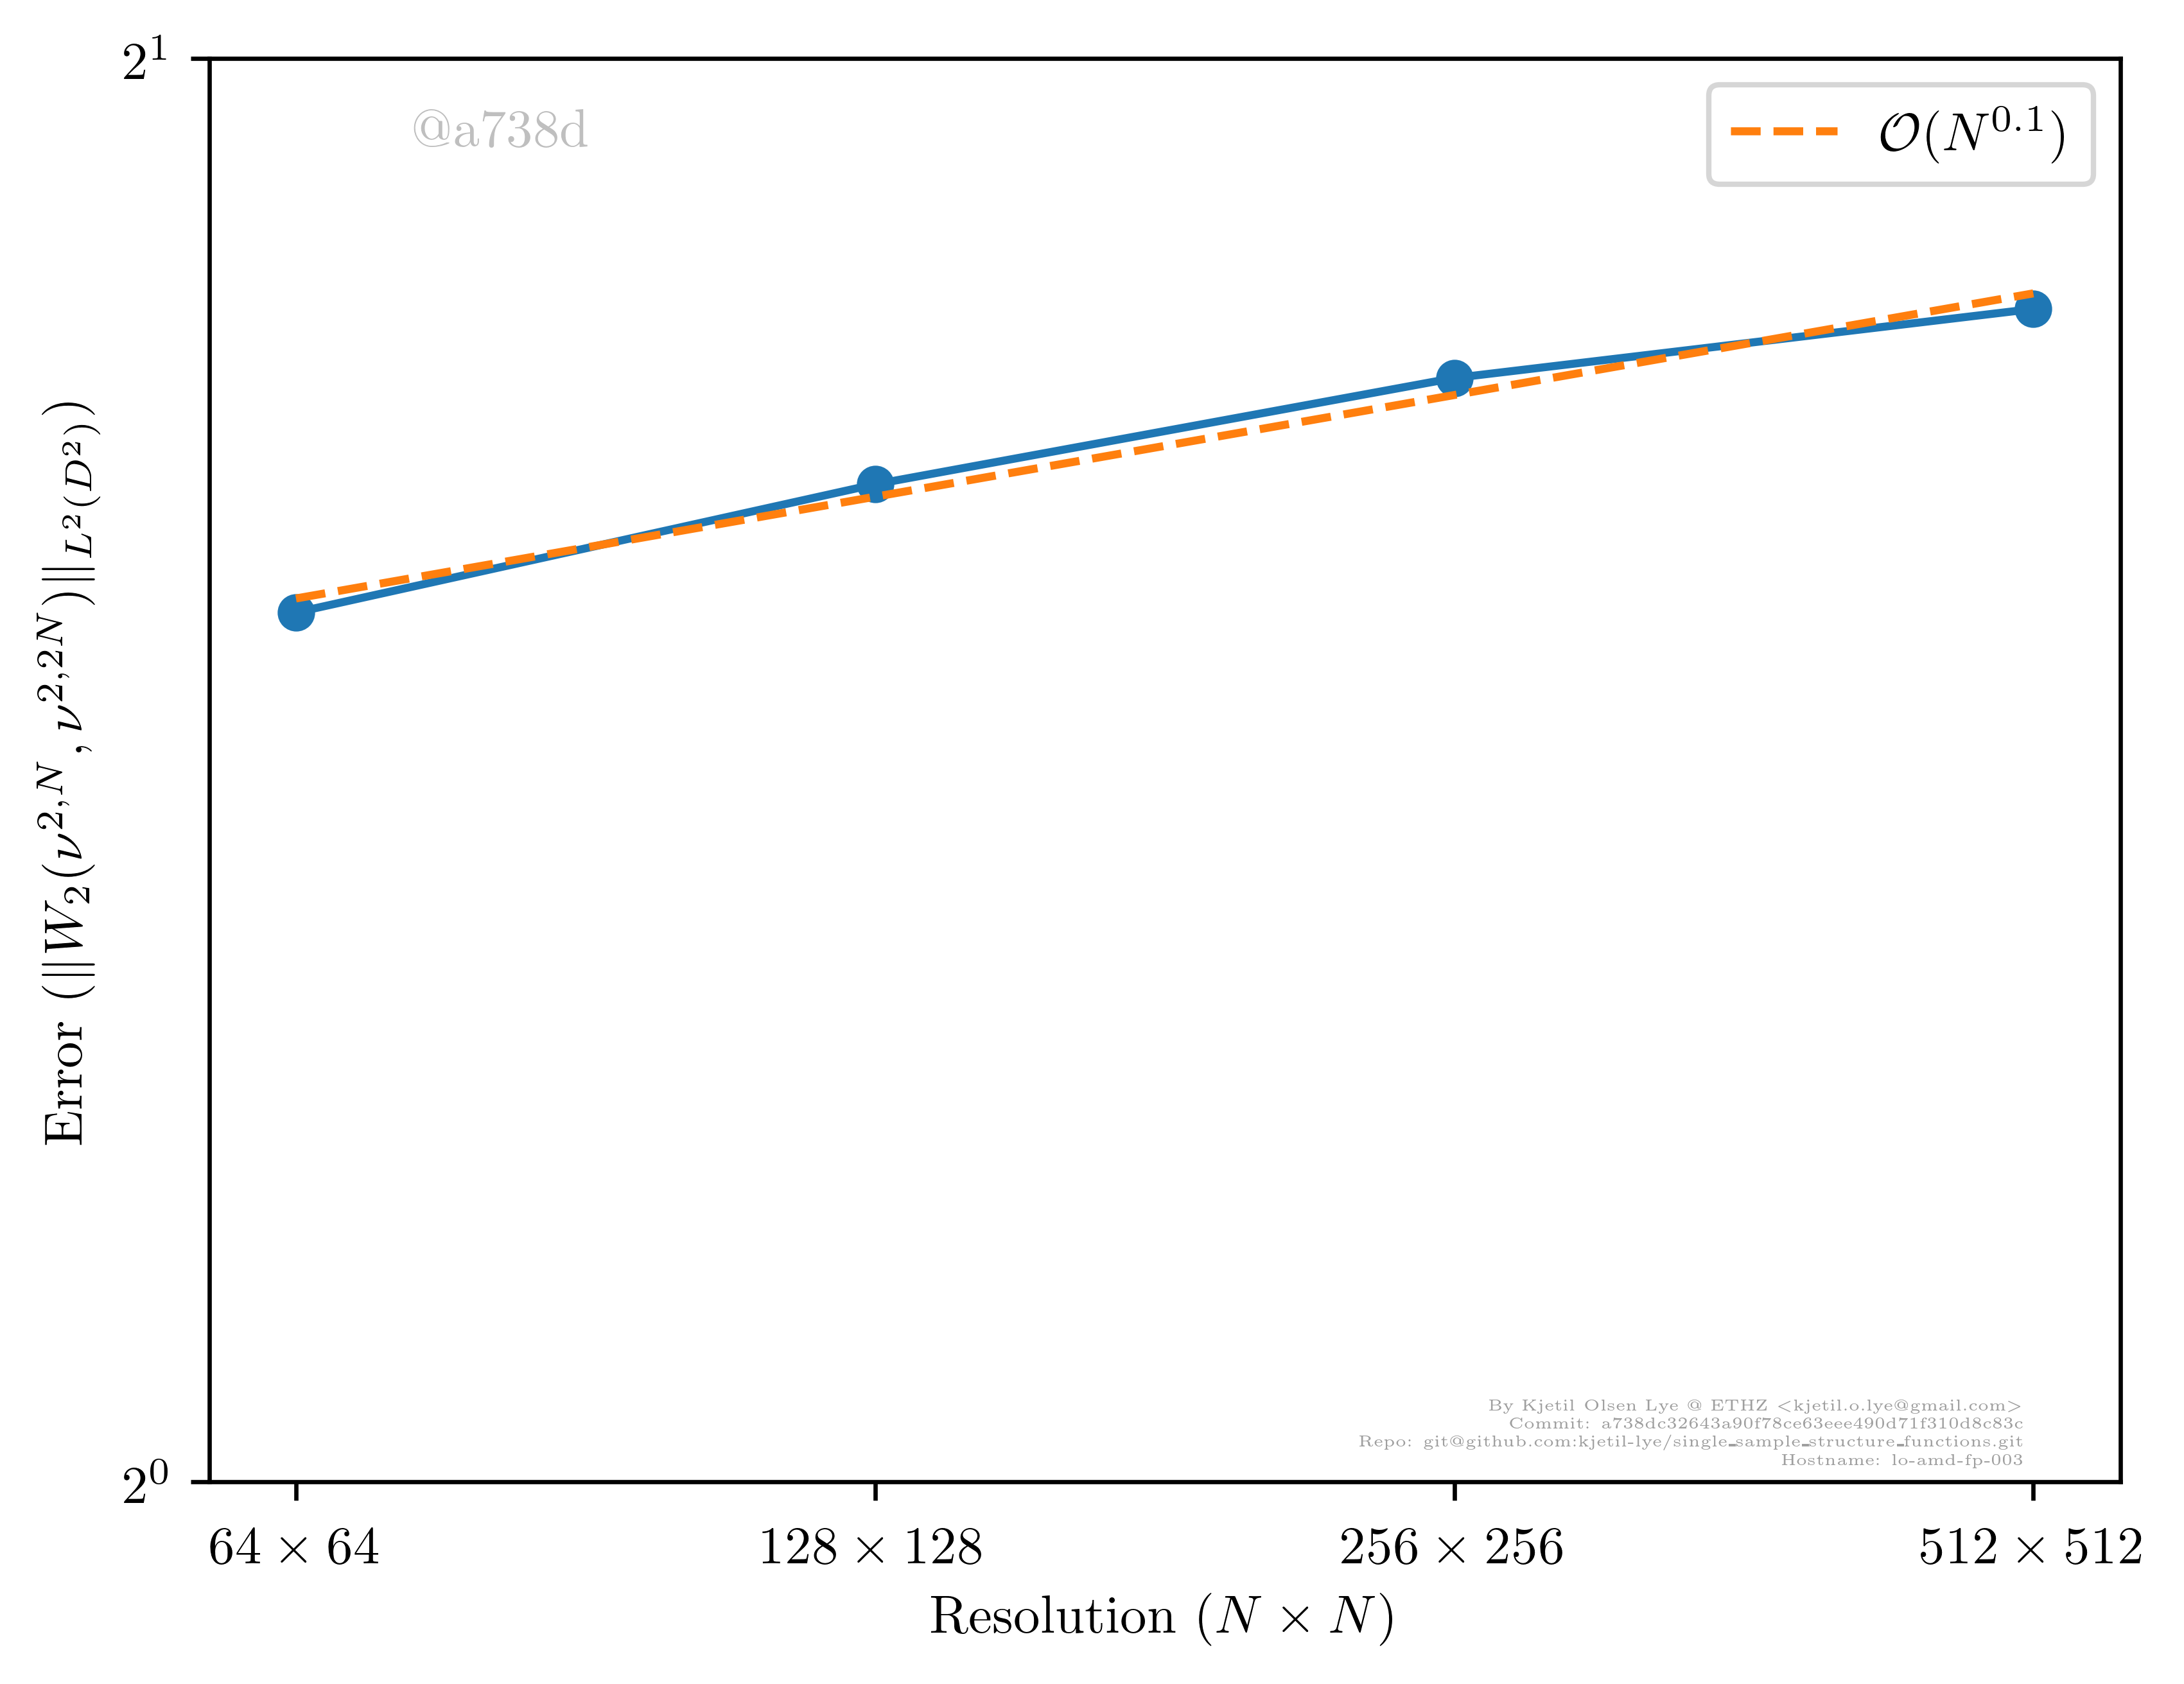 2^1
@a738d
O(N^{0.1})
Error (||W_2(ν^{2,N}, ν^{2,2N})||_{L^2(D^2)})
By Kjetil Olsen Lye @ ETHZ <kjetil.o.lye@gmail.com>
Commit: a738dc32643a90f78ce63eee490d71f310d8c83c
Repo: git@github.com:kjetil-lye/single_sample_structure_functions.git
Hostname: lo-amd-fp-003
2^0
64 × 64 128 × 128 256 × 256 512 × 512
Resolution (N × N)